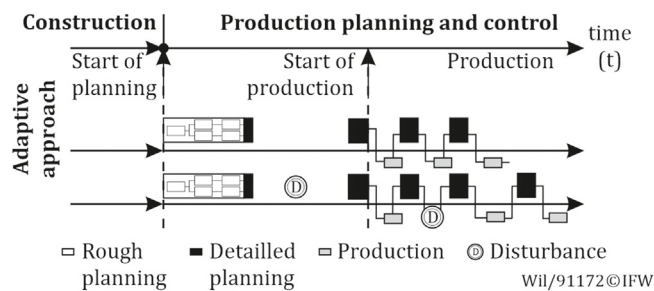 Construction
Production planning and control
time
(t)
Start of
planning
Start of
production
Production
Adaptive
approach
D
D
Rough
planning
Detailled
planning
Production
D Disturbance
Wil/91172©IFW